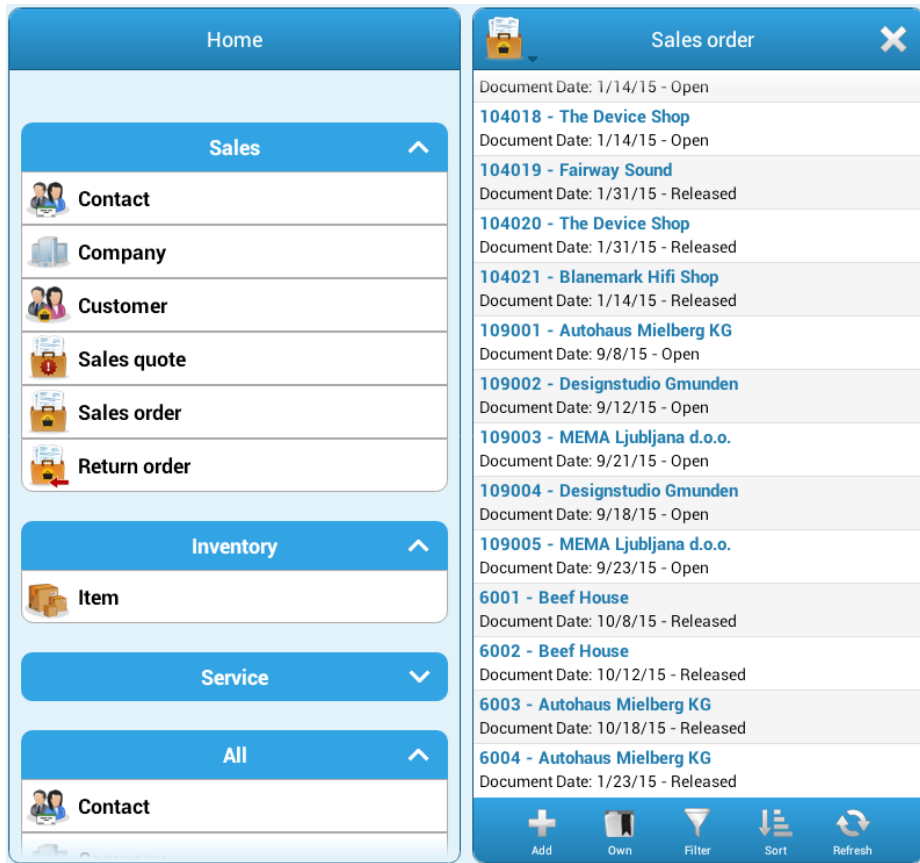 Home
Sales
Contact
Company
Customer
Sales quote
Sales order
Return order
Inventory
Item
Service
All
Contact
Sales order
Document Date: 1/14/15 - Open
104018 - The Device Shop
Document Date: 1/14/15 - Open
104019 - Fairway Sound
Document Date: 1/31/15 - Released
104020 - The Device Shop
Document Date: 1/31/15 - Released
104021 - Blanemark Hifi Shop
Document Date: 1/14/15 - Released
109001 - Autohaus Mielberg KG
Document Date: 9/8/15 - Open
109002 - Designstudio Gmunden
Document Date: 9/12/15 - Open
109003 - MEMA Ljubljana d.o.o.
Document Date: 9/21/15 - Open
109004 - Designstudio Gmunden
Document Date: 9/18/15 - Open
109005 - MEMA Ljubljana d.o.o.
Document Date: 9/23/15 - Open
6001 - Beef House
Document Date: 10/8/15 - Released
6002 - Beef House
Document Date: 10/12/15 - Released
6003 - Autohaus Mielberg KG
Document Date: 10/18/15 - Released
6004 - Autohaus Mielberg KG
Document Date: 1/23/15 - Released
Add Own Filter Sort Refresh